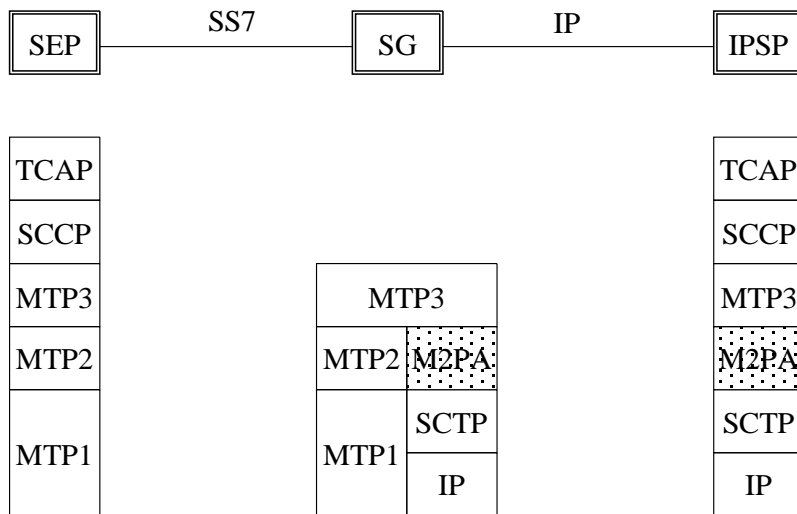 SS7 IP
SEP SG IPSP
TCAP TCAP
SCCP SCCP
MTP3 MTP3 MTP3
MTP2 MTP2 M2PA M2PA
SCTP SCTP
MTP1 MTP1
IP IP